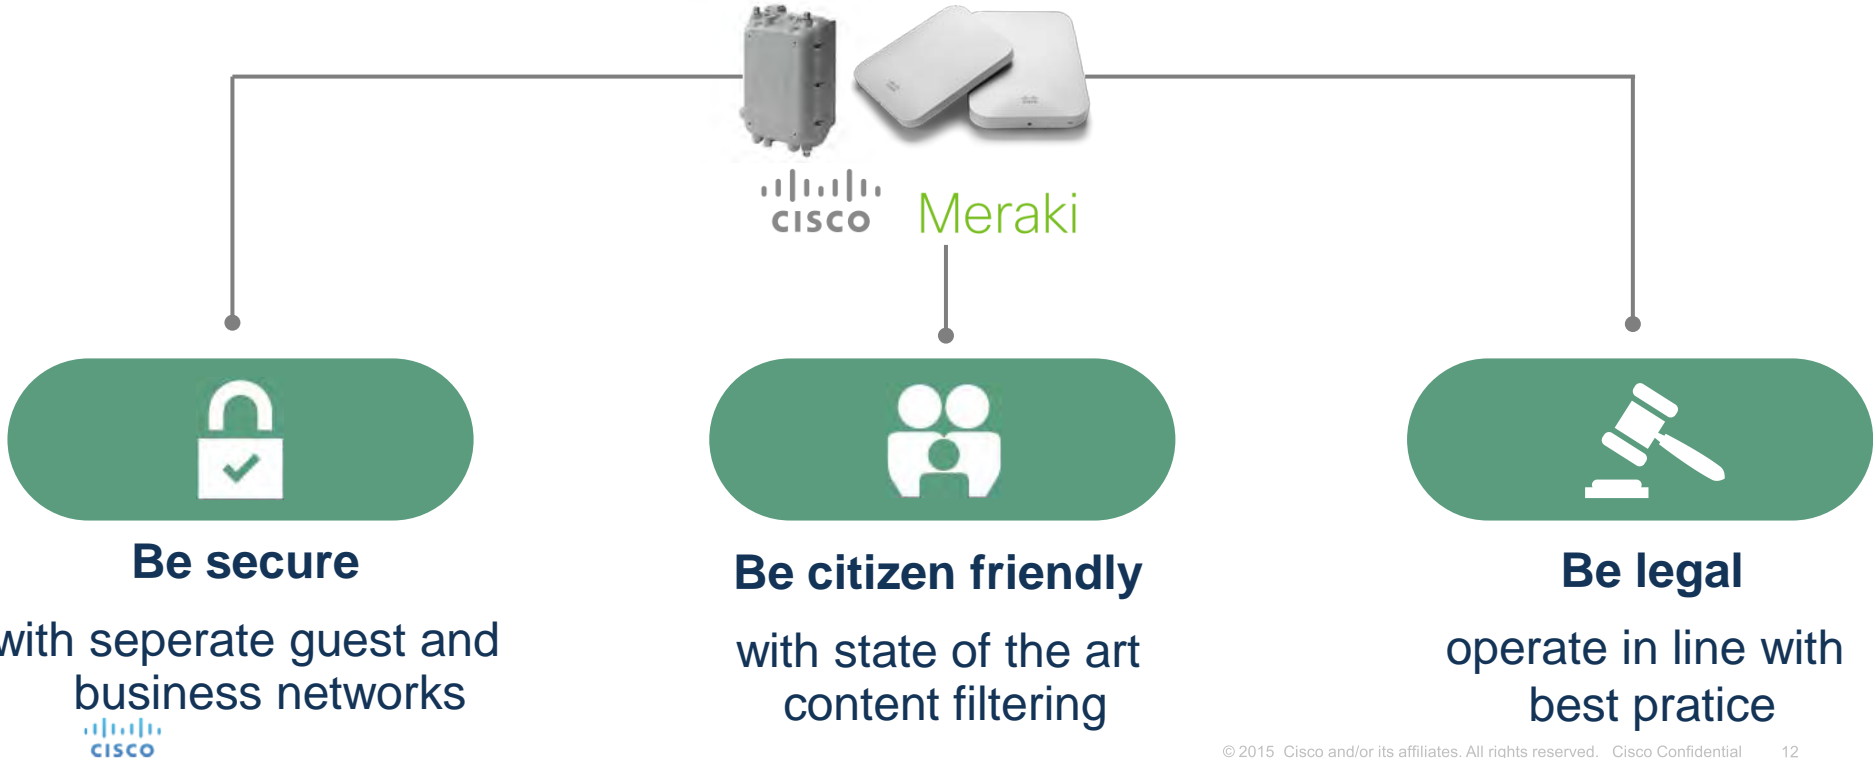 CISCO Meraki
Be secure
with seperate guest and
business networks
Be citizen friendly
with state of the art
content filtering
Be legal
operate in line with
best pratice
CISCO
© 2015 Cisco and/or its affiliates. All rights reserved. Cisco Confidential 12